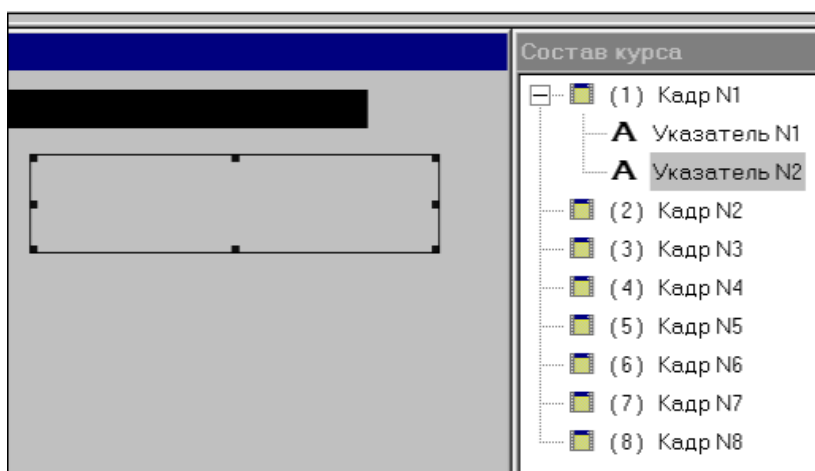 Состав курса
(1) Кадр N1
A Указатель N1
A Указатель N2
(2) Кадр N2
(3) Кадр N3
(4) Кадр N4
(5) Кадр N5
(6) Кадр N6
(7) Кадр N7
(8) Кадр N8